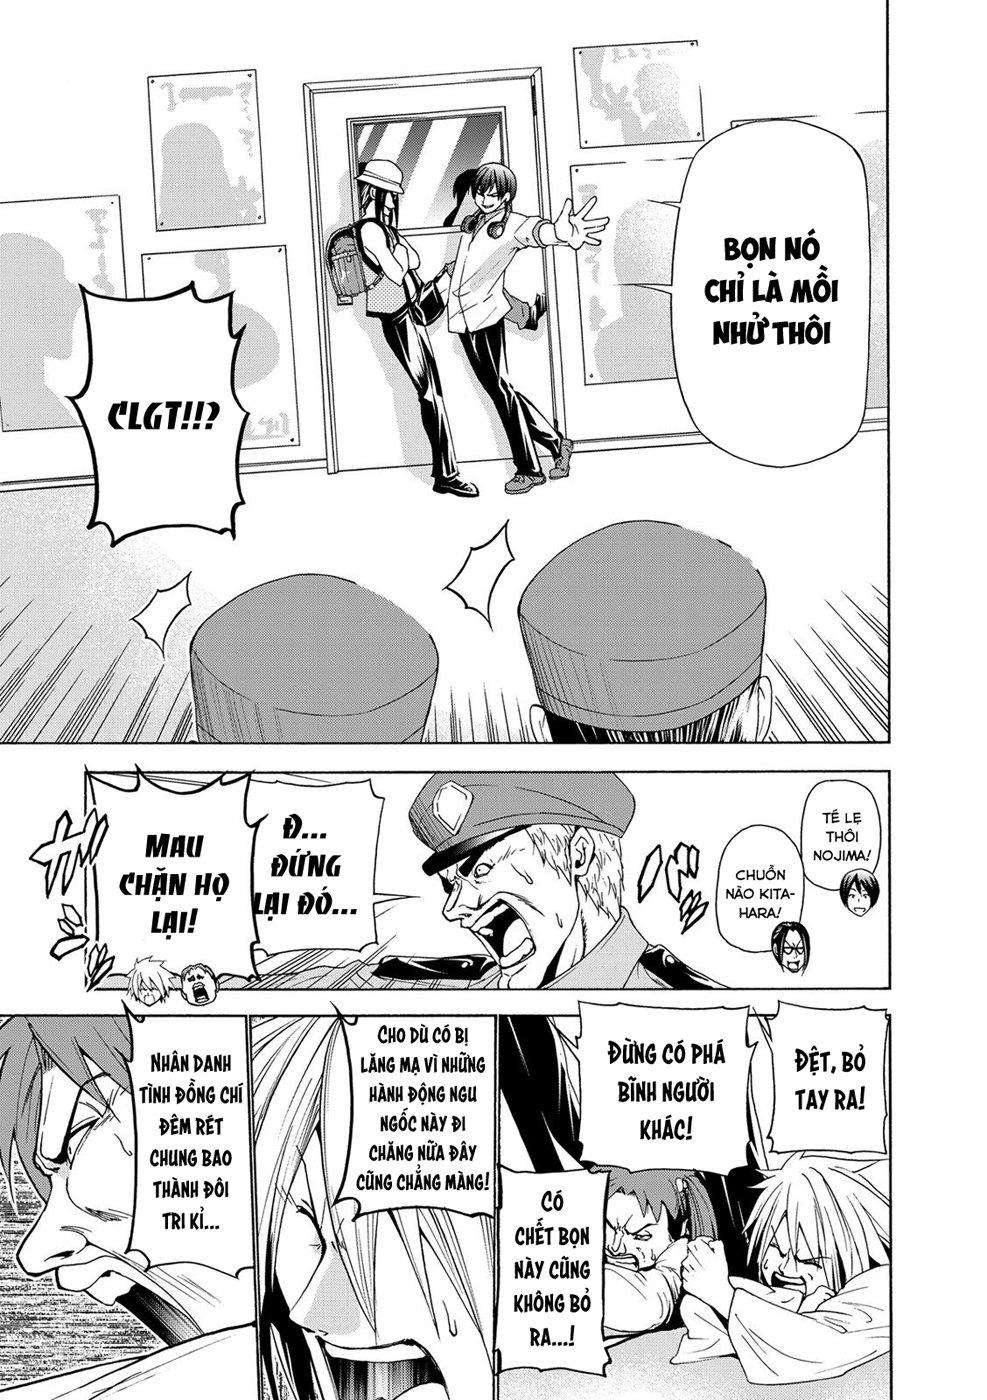 BỌN NÓ
CHỈ LÀ MỒI
NHỬ THÔI
CLGT!!!?
TÉ LẸ
THÔI
NOJIMA!
CHUỒN
NÀO KITA-
HARA!
Đ...
ĐỨNG
LẠI ĐÓ...
MAU
CHẶN HỌ
LẠI!
ĐỆT, BỎ
TAY RA!
ĐỪNG CÓ PHÁ
BĨNH NGƯỜI
KHÁC!
CÓ
CHẾT BỌN
NÀY CŨNG
KHÔNG BỎ
RA...!
CHO DÙ CÓ BỊ
LĂNG MẠ VÌ NHỮNG
HÀNH ĐỘNG NGU
NGỐC NÀY ĐI
CHĂNG NỮA ĐÂY
CŨNG CHẲNG MÀNG!
NHÂN DANH
TÌNH ĐỒNG CHÍ
ĐÊM RÉT
CHUNG BAO
THÀNH ĐÔI
TRI KỈ...